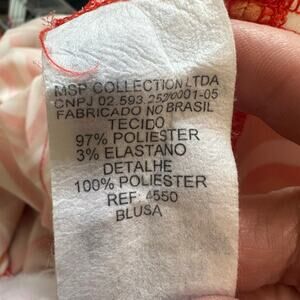 MSP COLLECTION LTDA
CNPJ 02.593.252/0001-05
FABRICADO NO BRASIL
TECIDO
97% POLIESTER
3% ELASTANO
DETALHE
100% POLIESTER
REF: 4550
BLUSA